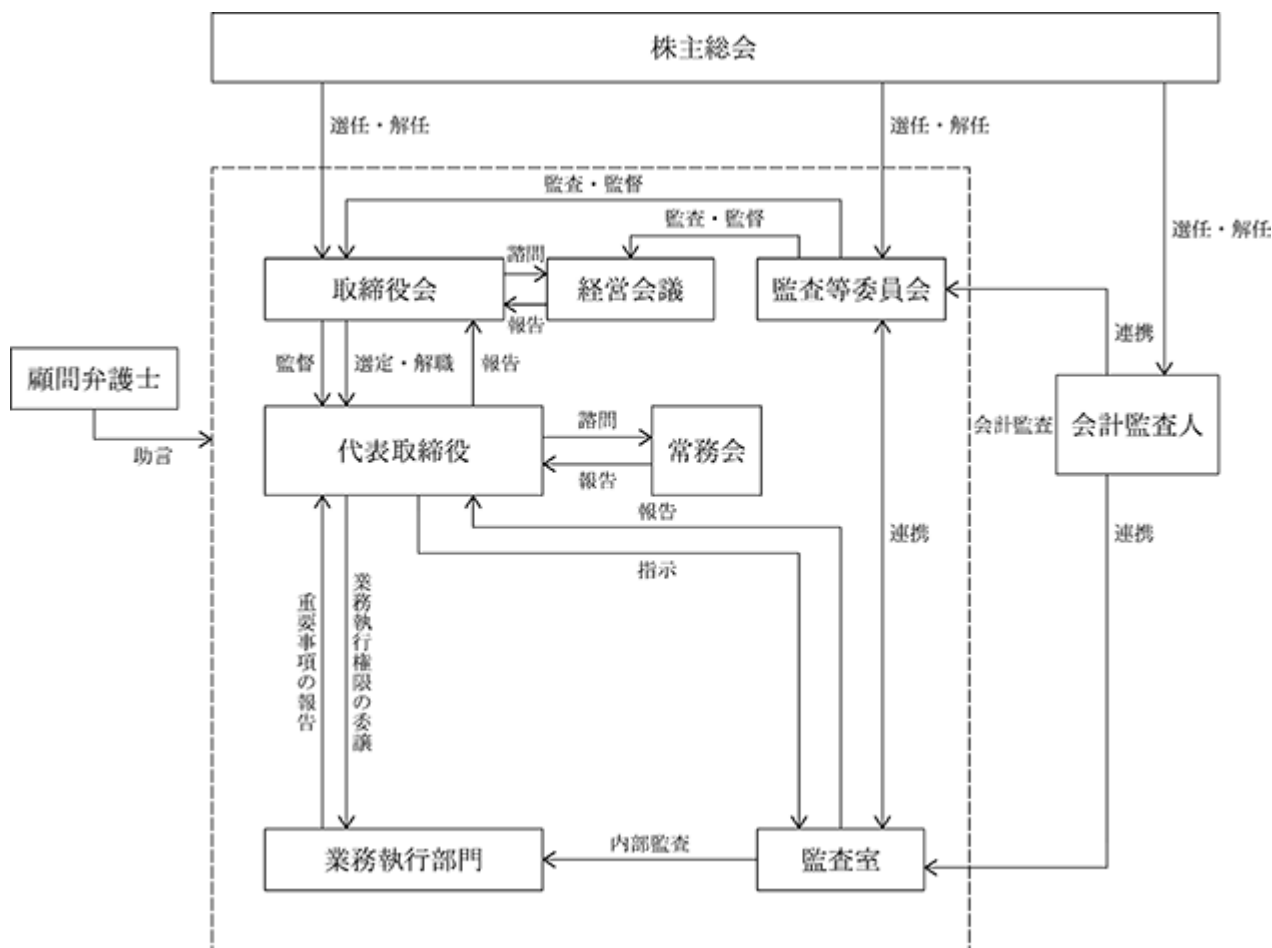 株主総会
選任・解任
選任・解任
選任・解任
監査・監督
監査・監督
取締役会
諮問
報告
経営会議
監査等委員会
連携
監督
選定・解職
報告
顧問弁護士
助言
代表取締役
諮問
報告
常務会
会計監査
会計監査人
報告
指示
連携
連携
重要事項の報告
業務執行権限の委譲
業務執行部門
内部監査
監査室